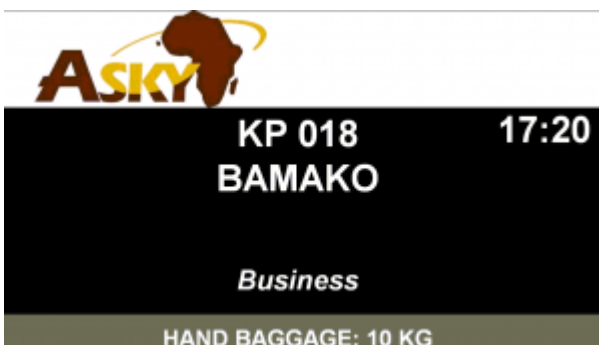 ASKY
KP 018 17:20
BAMAKO
Business
HAND BAGGAGE: 10 KG